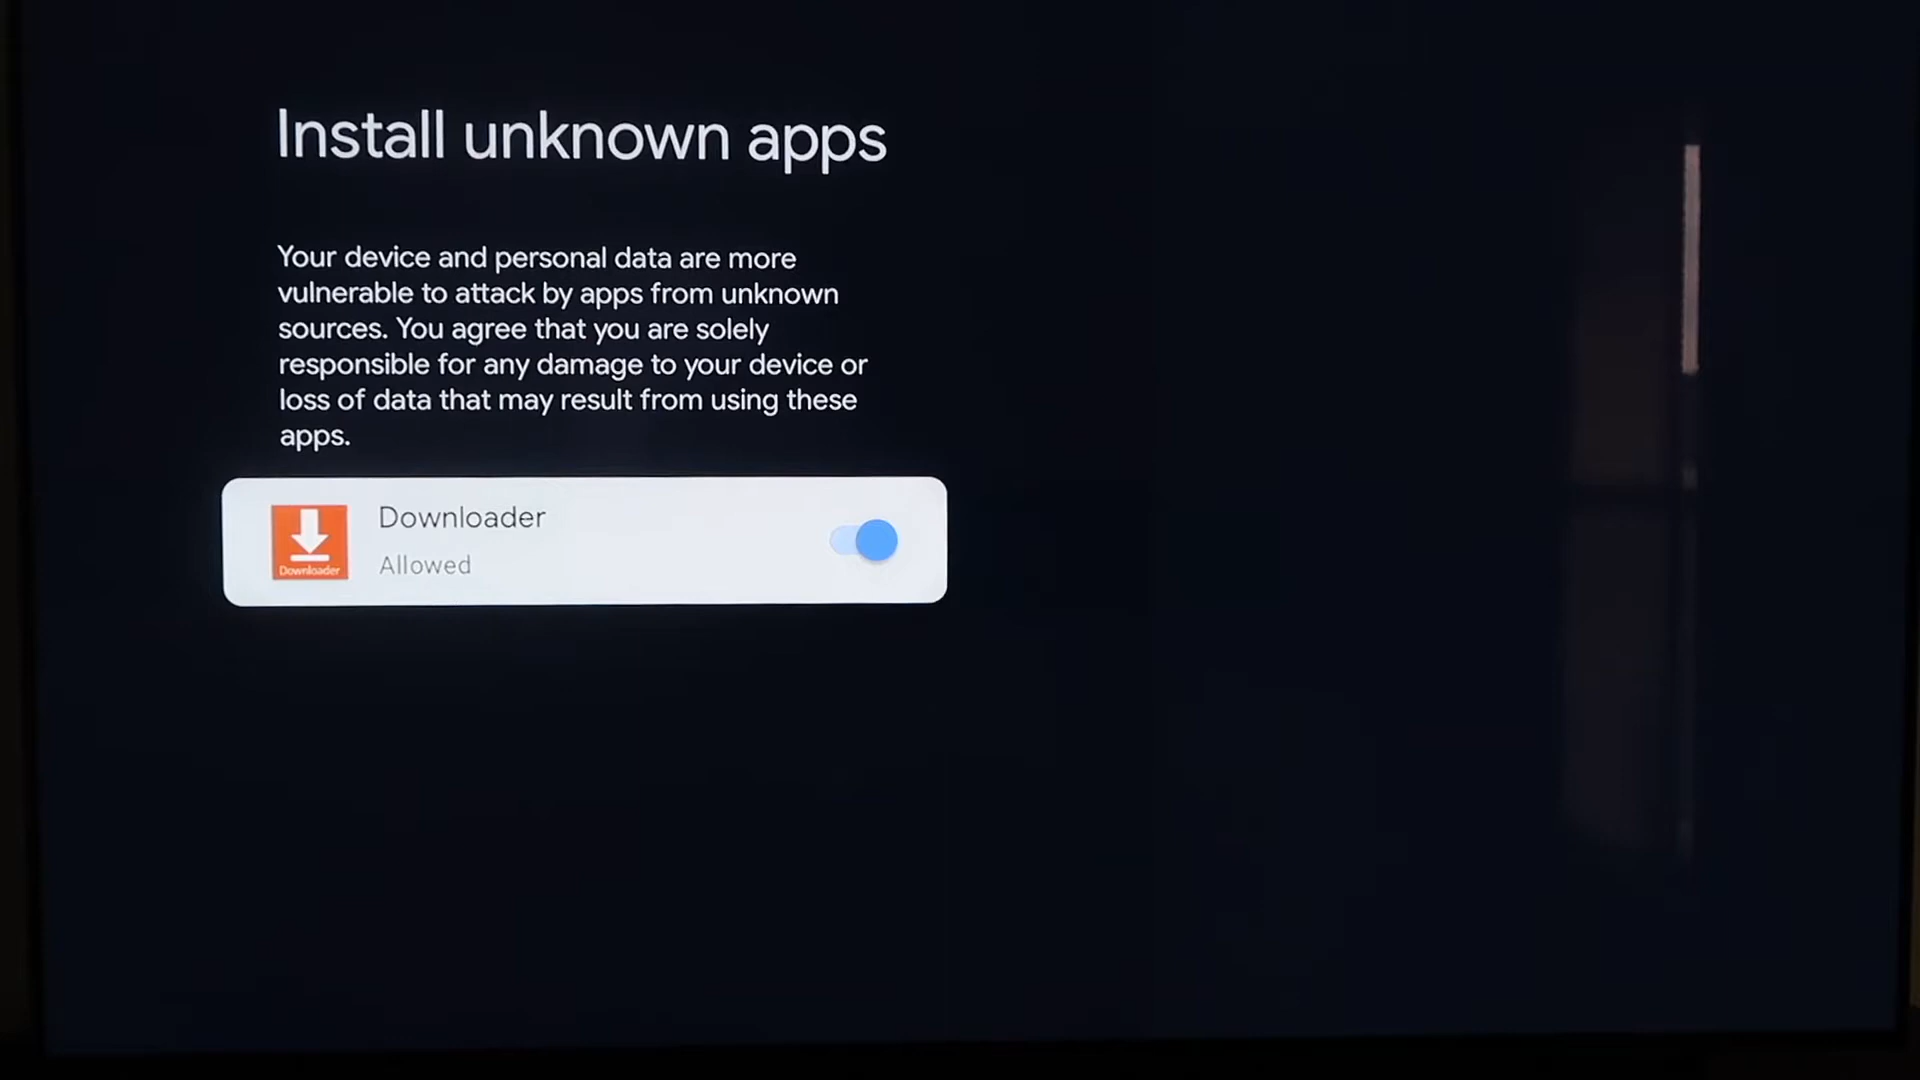 Install unknown apps
Your device and personal data are more
vulnerable to attack by apps from unknown
sources. You agree that you are solely
responsible for any damage to your device or
loss of data that may result from using these
apps.
Downloader
Downloader
Allowed